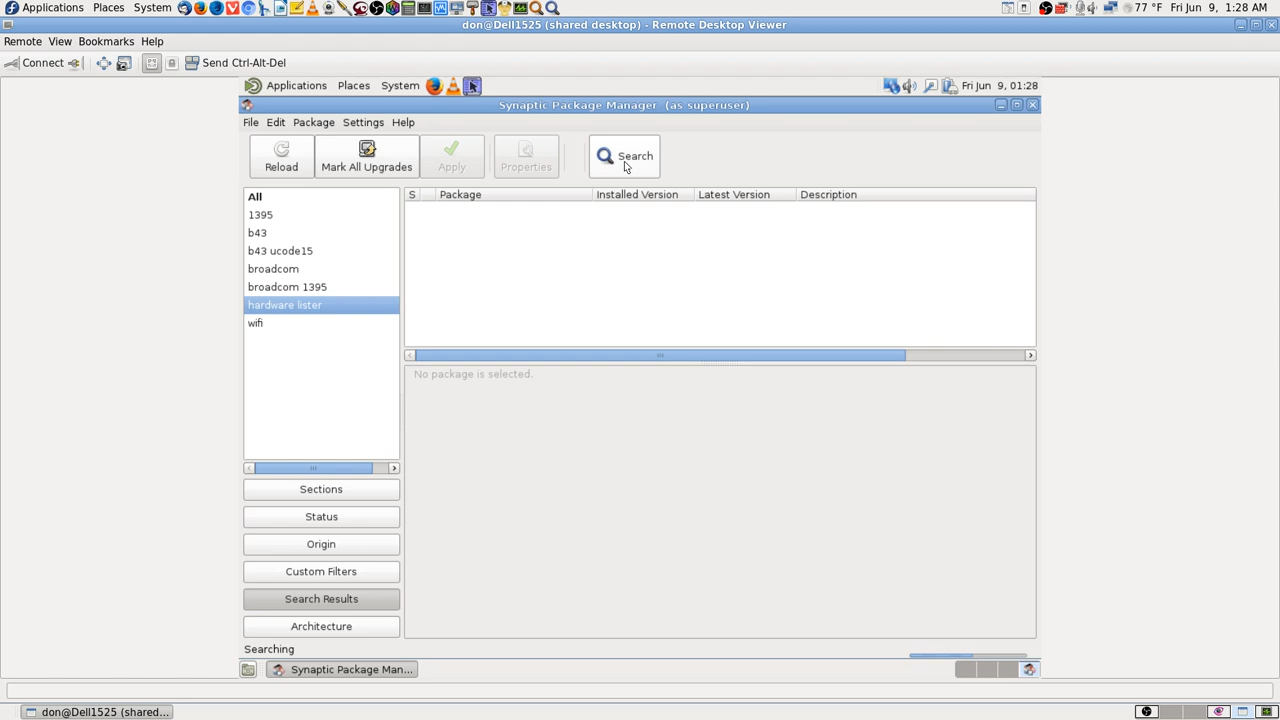 Applications Places System 77 °F Fri Jun 9, 1:28 AM
don@Dell1525 (shared desktop) - Remote Desktop Viewer
Remote View Bookmarks Help
Connect Send Ctrl-Alt-Del
Applications Places System Fri Jun 9, 01:28
Synaptic Package Manager (as superuser)
File Edit Package Settings Help
Reload Mark All Upgrades Apply Properties Search
All
1395
b43
b43 ucode15
broadcom
broadcom 1395
hardware lister
wifi
S Package Installed Version Latest Version Description
No package is selected.
Sections
Status
Origin
Custom Filters
Search Results
Architecture
Searching
Synaptic Package Man...
don@Dell1525 (shared...